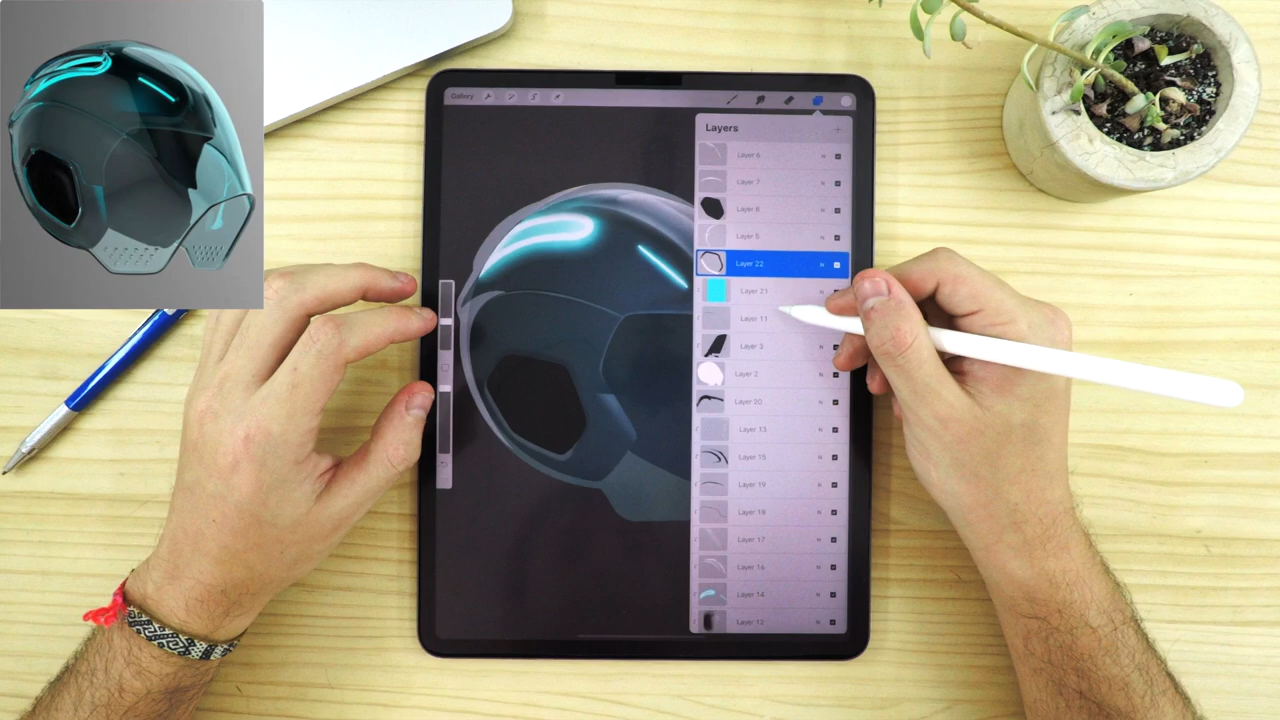 Gallery
Layers
Layer 6 N
Layer 7 N
Layer 8 N
Layer 5 N
Layer 22 N
Layer 21 N
Layer 11 N
Layer 3 N
Layer 2 N
Layer 20 N
Layer 13 N
Layer 15 N
Layer 19 N
Layer 18 N
Layer 17 N
Layer 16 N
Layer 14 N
Layer 12 N